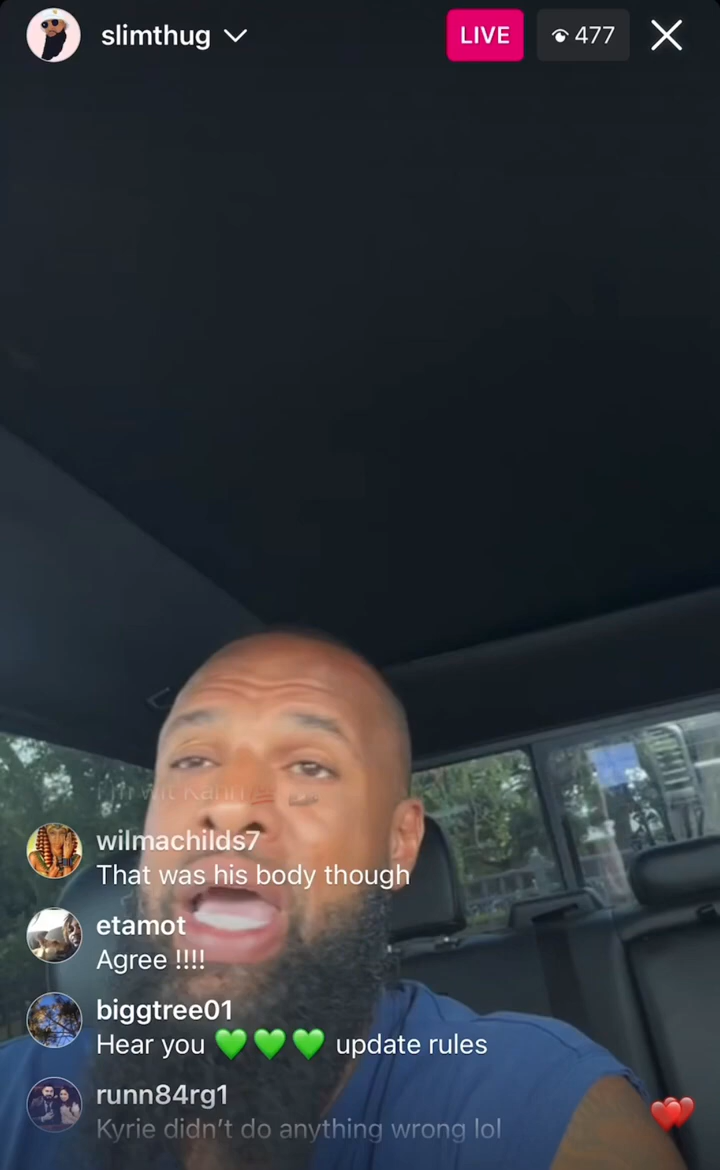 slimthug
LIVE
477
wilmachilds7
That was his body though
etamot
Agree !!!!
biggtree01
Hear you 💚💚💚 update rules
runn84rg1
Kyrie didn't do anything wrong lol